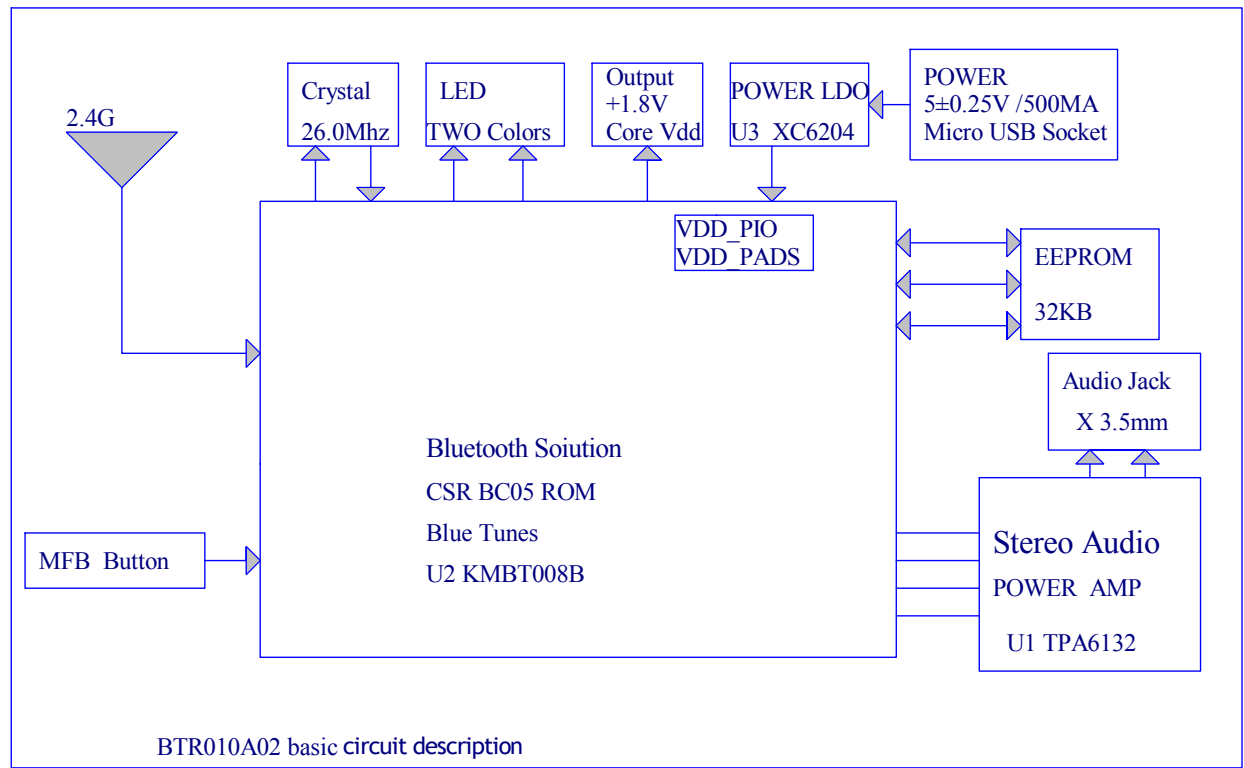 2.4G
Crystal
26.0Mhz
LED
TWO Colors
Output
+1.8V
Core Vdd
POWER LDO
U3 XC6204
POWER
5±0.25V /500MA
Micro USB Socket
VDD_PIO
VDD_PADS
EEPROM
32KB
Audio Jack
X 3.5mm
Bluetooth Soiution
CSR BC05 ROM
Blue Tunes
U2 KMBT008B
MFB Button
Stereo Audio
POWER AMP
U1 TPA6132
BTR010A02 basic circuit description